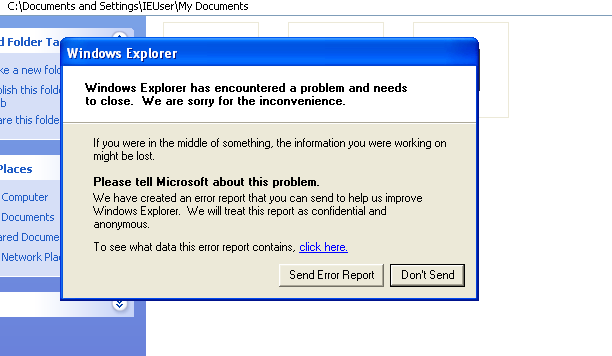 C:\Documents and Settings\IEUser\My Documents
d Folder Ta
Windows Explorer
ke a new fol
blish this fold
b
are this folde
Windows Explorer has encountered a problem and needs
to close. We are sorry for the inconvenience.
If you were in the middle of something, the information you were working on
might be lost.
Places
Please tell Microsoft about this problem.
We have created an error report that you can send to help us improve
Windows Explorer. We will treat this report as confidential and
anonymous.
Computer
Documents
ared Docume
Network Pla
To see what data this error report contains, click here.
Send Error Report
Don't Send